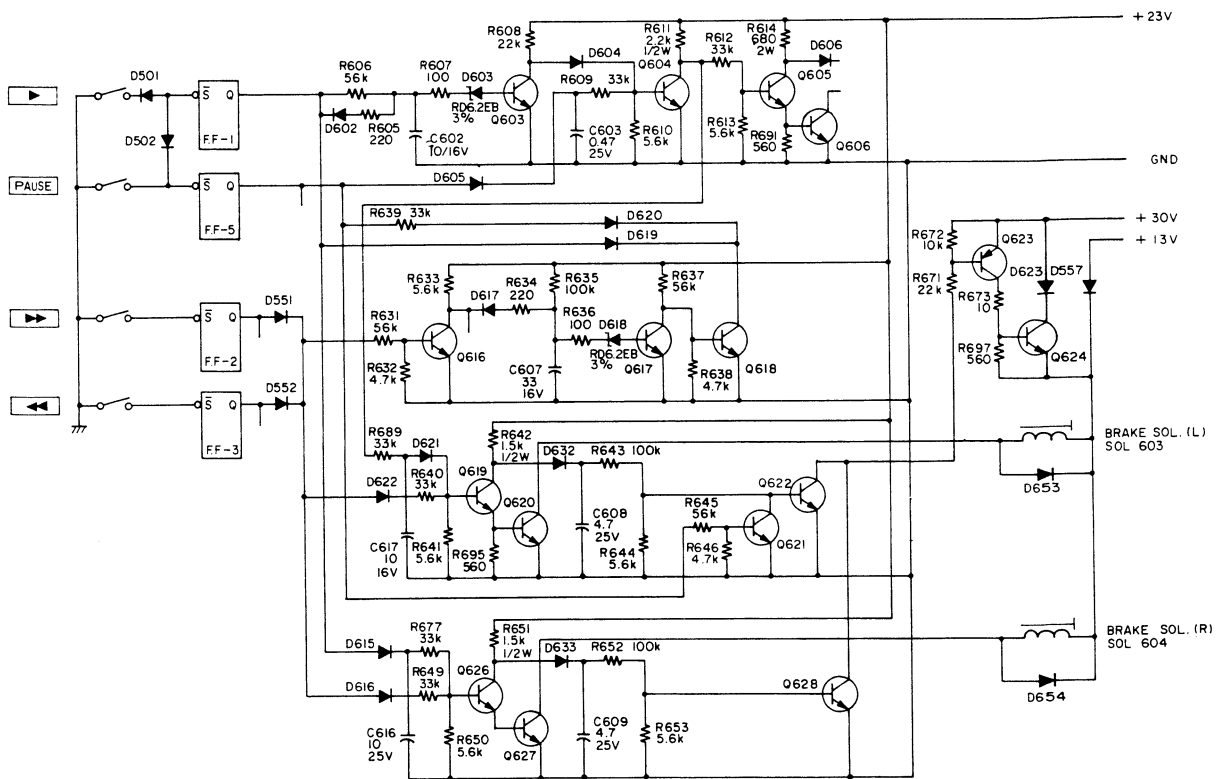 + 23V
R608
22k
R611
2.2k
1/2W
R612
33k
R614
680
2W
D606
D501
R606
56k
R607
100
D603
D604
Q604
Q605
S Q
R609 33k
FF-1
D602
R605
220
RD6.2EB
3%
Q603
C602
10/16V
C603
0.47
25V
R610
5.6k
R613
5.6k
R691
560
Q606
D502
GND
PAUSE
S Q
D605
F.F-5
R639 33k
D620
D619
+ 30V
+ 13V
R672
10k
Q623
R633
5.6k
R634
220
R635
100k
R637
56k
D617
R671
22k
D623
D557
D551
S Q
F.F-2
R631
56k
R636
100
D618
R673
10
Q616
RD6.2EB
3%
Q617
Q618
R632
4.7k
C607
33
16V
R638
4.7k
R697
560
Q624
D552
S Q
F.F-3
R689
33k
D621
R642
1.5k
1/2W
D632
R643 100k
BRAKE SOL. (L)
SOL 603
R640
33k
Q619
Q622
D622
Q620
R645
56k
D653
C608
4.7
25V
C617
10
16V
R641
5.6k
R695
560
R644
5.6k
R646
4.7k
Q621
R677
33k
R651
1.5k
1/2W
D633
R652 100k
BRAKE SOL. (R)
SOL 604
D615
Q626
R649
33k
D616
Q628
D654
C616
10
25V
R650
5.6k
Q627
C609
4.7
25V
R653
5.6k